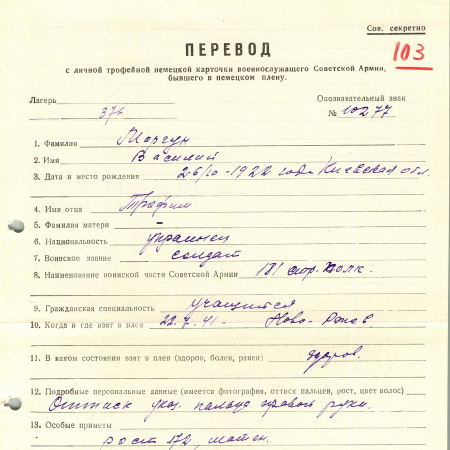 Сов. секретно
103
ПЕРЕВОД
с личной трофейной немецкой карточки военнослужащего Советской Армии,
бывшего в немецком плену.
Лагерь
Опознавательный знак
376
№ 10277
1. Фамилия Моргун
2. Имя Василий
3. Дата и место рождения 26/10-1922 года Киевская обл.
4. Имя отца Трофим
5. Фамилия матери
6. Национальность украинец
7. Воинское звание солдат
8. Наименование воинской части Советской Армии 181 стр. полк.
9. Гражданская специальность учащийся
10. Когда и где взят в плен 22.7.41- Ново-
11. В каком состоянии взят в плен (здоров, болен, ранен) здоров.
12. Подробные персональные данные (имеется фотография, оттиск пальцев, рост, цвет волос)
Оттиск указ. пальца правой руки.
13. Особые приметы
рост 172,